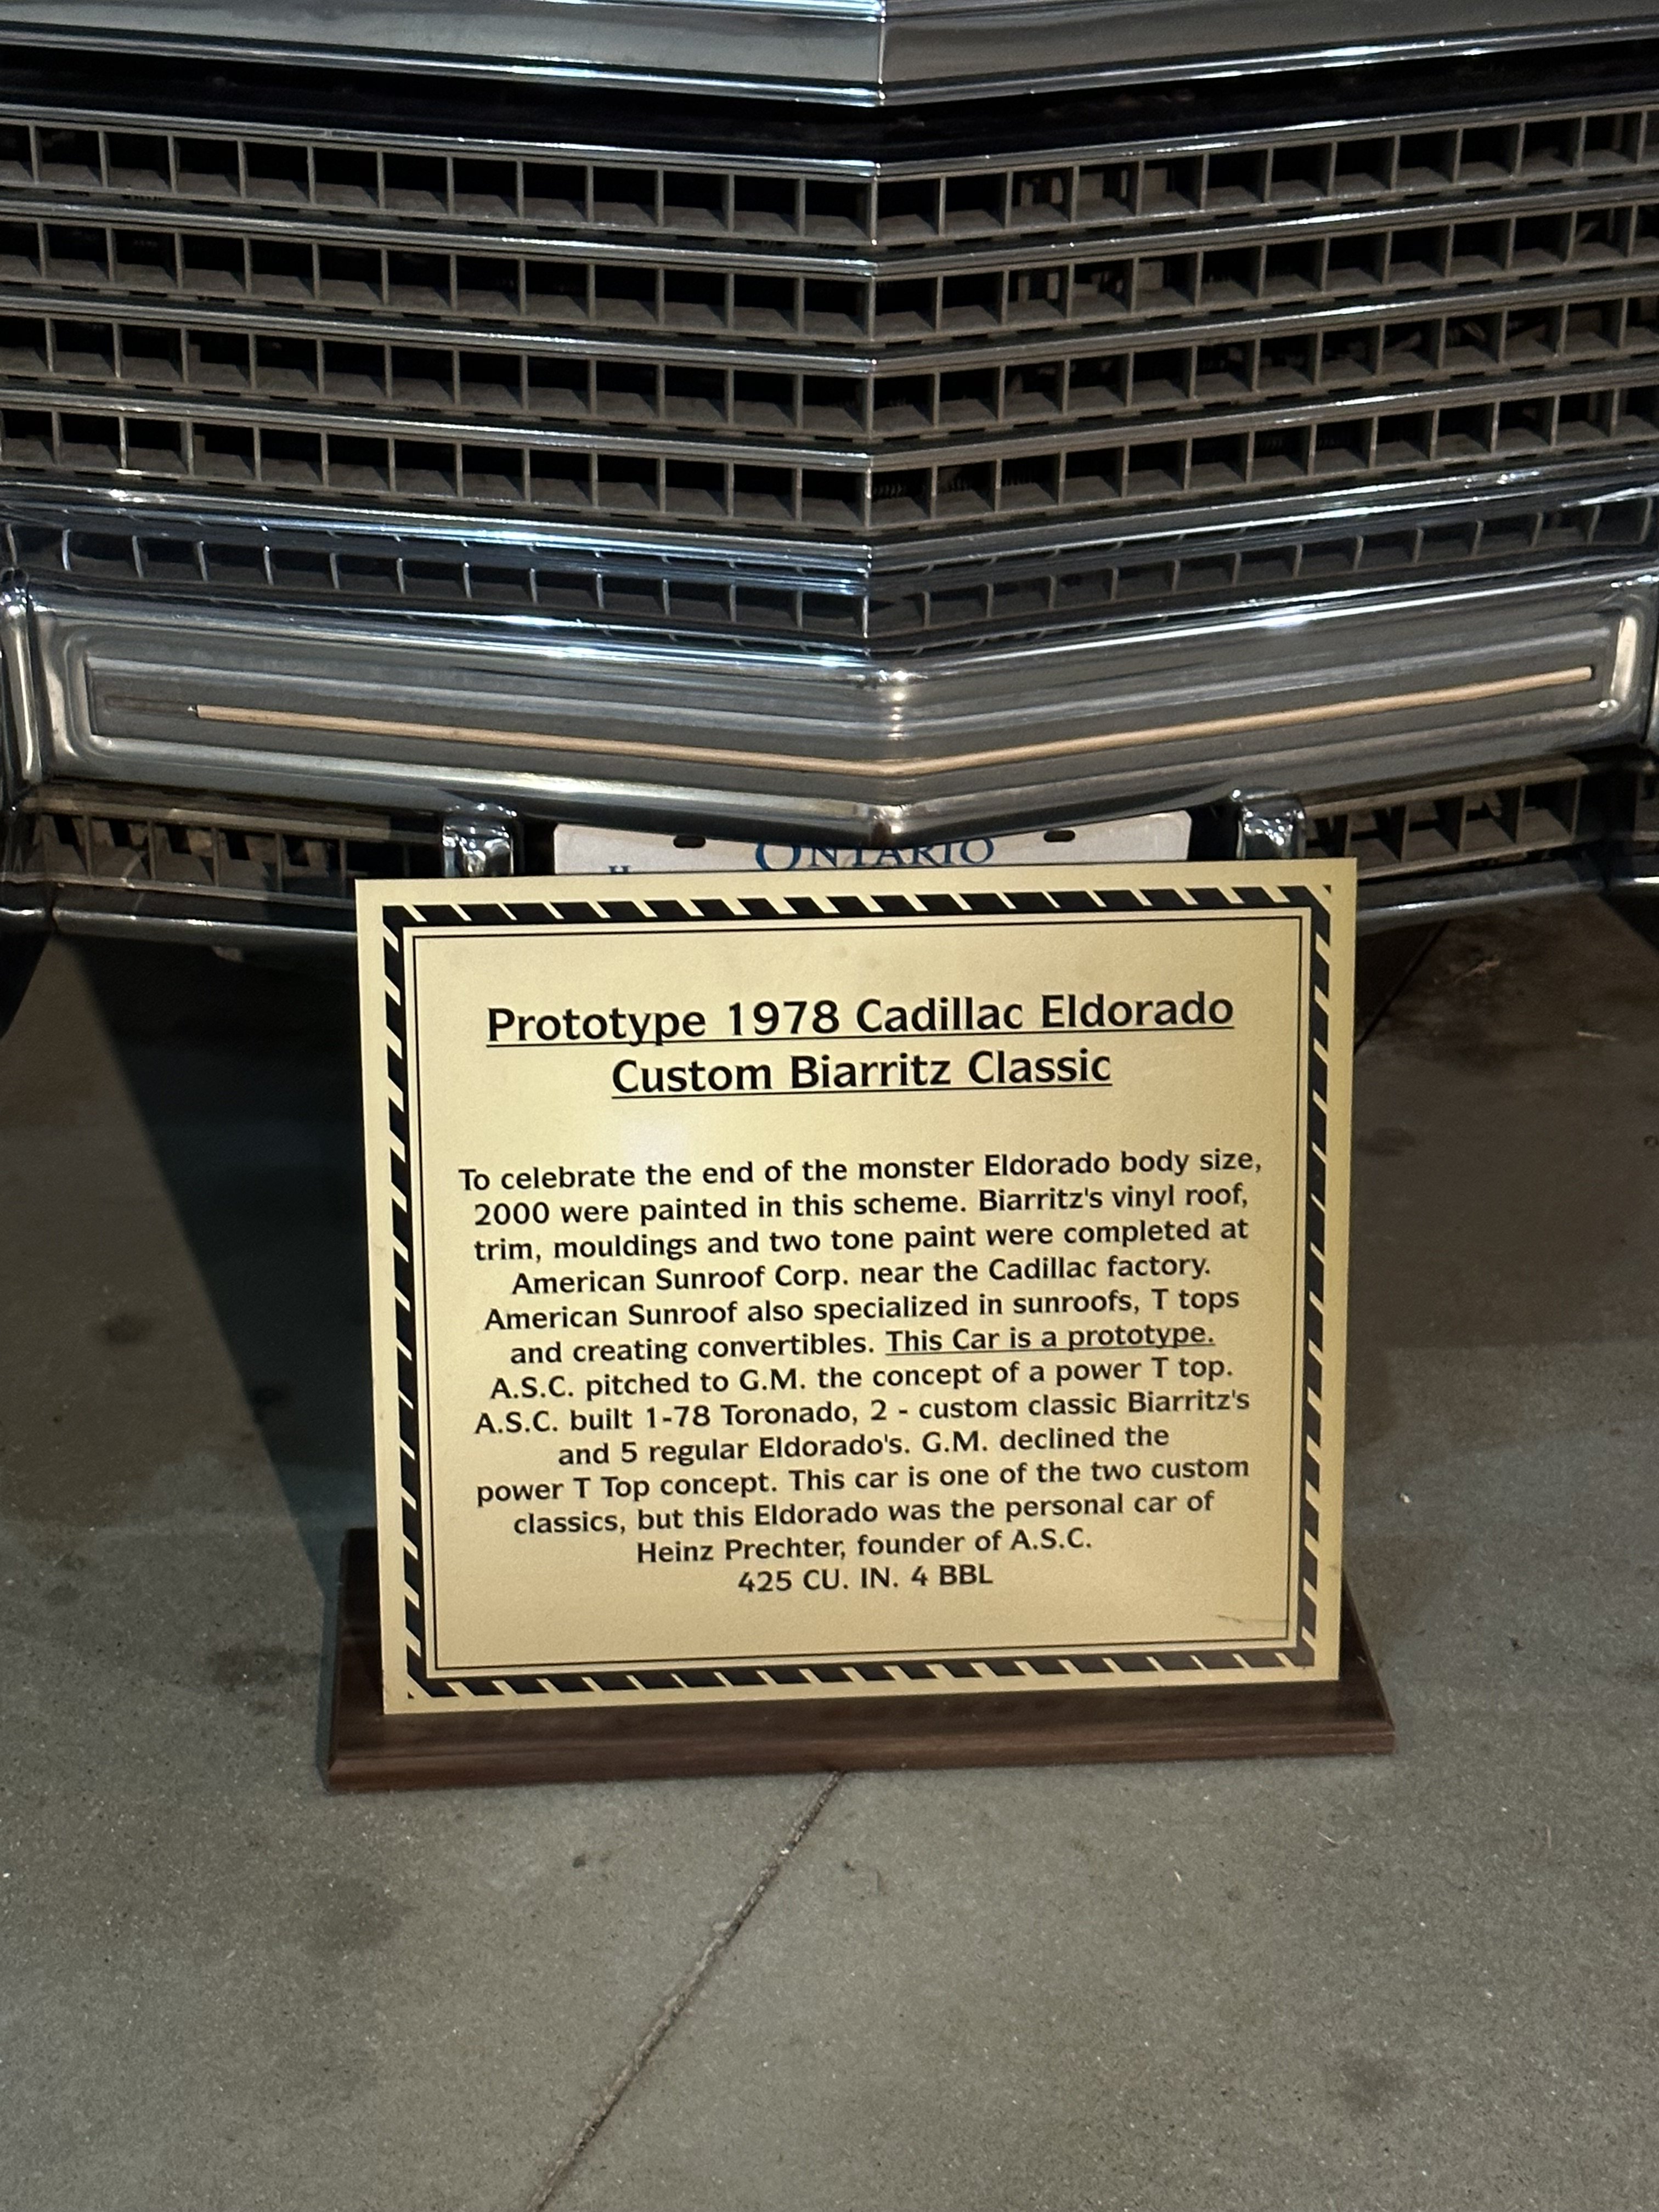 ONTARIO
H
Prototype 1978 Cadillac Eldorado
Custom Biarritz Classic
To celebrate the end of the monster Eldorado body size,
2000 were painted in this scheme. Biarritz's vinyl roof,
trim, mouldings and two tone paint were completed at
American Sunroof Corp. near the Cadillac factory.
American Sunroof also specialized in sunroofs, T tops
and creating convertibles. This Car is a prototype.
A.S.C. pitched to G.M. the concept of a power T top.
A.S.C. built 1-78 Toronado, 2 - custom classic Biarritz's
and 5 regular Eldorado's. G.M. declined the
power T Top concept. This car is one of the two custom
classics, but this Eldorado was the personal car of
Heinz Prechter, founder of A.S.C.
425 CU. IN. 4 BBL